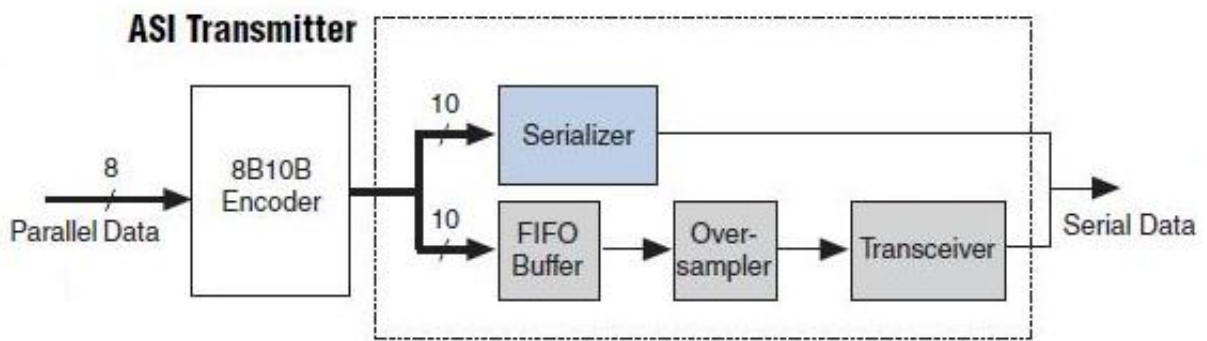 ASI Transmitter
8
Parallel Data
8B10B
Encoder
10
Serializer
10
FIFO
Buffer
Over-
sampler
Transceiver
Serial Data